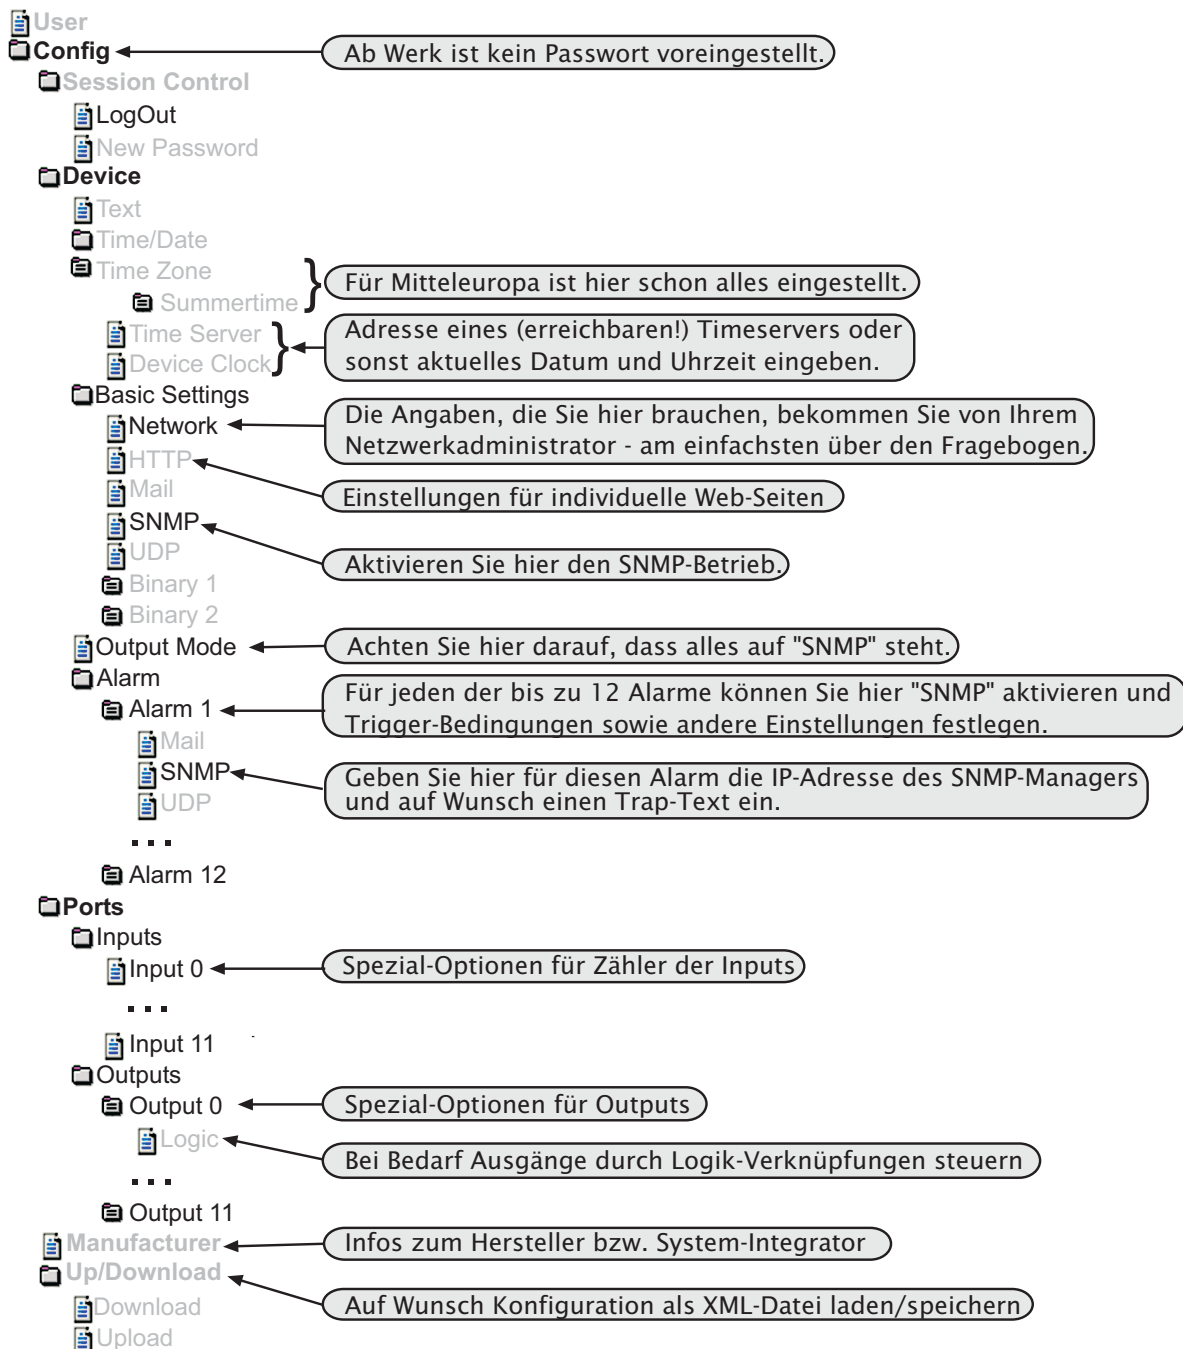 User
Config
Ab Werk ist kein Passwort voreingestellt.
Session Control
LogOut
New Password
Device
Text
Time/Date
Time Zone
Für Mitteleuropa ist hier schon alles eingestellt.
Summertime
Time Server
Device Clock
Adresse eines (erreichbaren!) Timeservers oder
sonst aktuelles Datum und Uhrzeit eingeben.
Basic Settings
Network
Die Angaben, die Sie hier brauchen, bekommen Sie von Ihrem
Netzwerkadministrator - am einfachsten über den Fragebogen.
HTTP
Mail
Einstellungen für individuelle Web-Seiten
SNMP
UDP
Aktivieren Sie hier den SNMP-Betrieb.
Binary 1
Binary 2
Output Mode
Achten Sie hier darauf, dass alles auf "SNMP" steht.
Alarm
Alarm 1
Für jeden der bis zu 12 Alarme können Sie hier "SNMP" aktivieren und
Trigger-Bedingungen sowie andere Einstellungen festlegen.
Mail
SNMP
UDP
Geben Sie hier für diesen Alarm die IP-Adresse des SNMP-Managers
und auf Wunsch einen Trap-Text ein.
...
Alarm 12
Ports
Inputs
Input 0
Spezial-Optionen für Zähler der Inputs
...
Input 11
Outputs
Output 0
Spezial-Optionen für Outputs
Logic
Bei Bedarf Ausgänge durch Logik-Verknüpfungen steuern
...
Output 11
Manufacturer
Infos zum Hersteller bzw. System-Integrator
Up/Download
Download
Auf Wunsch Konfiguration als XML-Datei laden/speichern
Upload